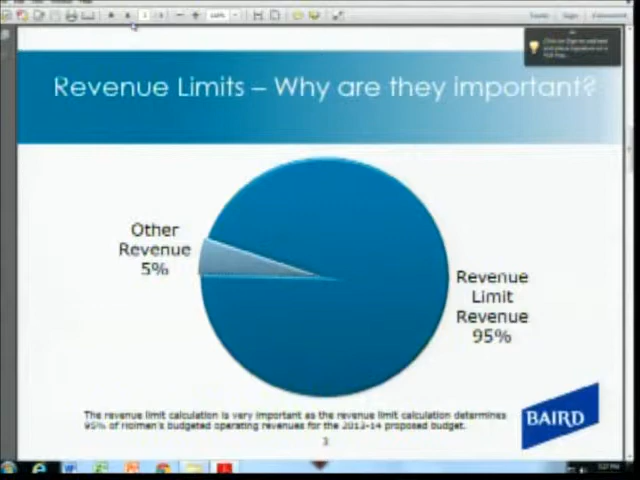 Revenue Limits – Why are they important?
Other
Revenue
5%
Revenue
Limit
Revenue
95%
The revenue limit calculation is very important as the revenue limit calculation determines
95% of Holmen's budgeted operating revenues for the 2013-14 proposed budget.
BAIRD
3